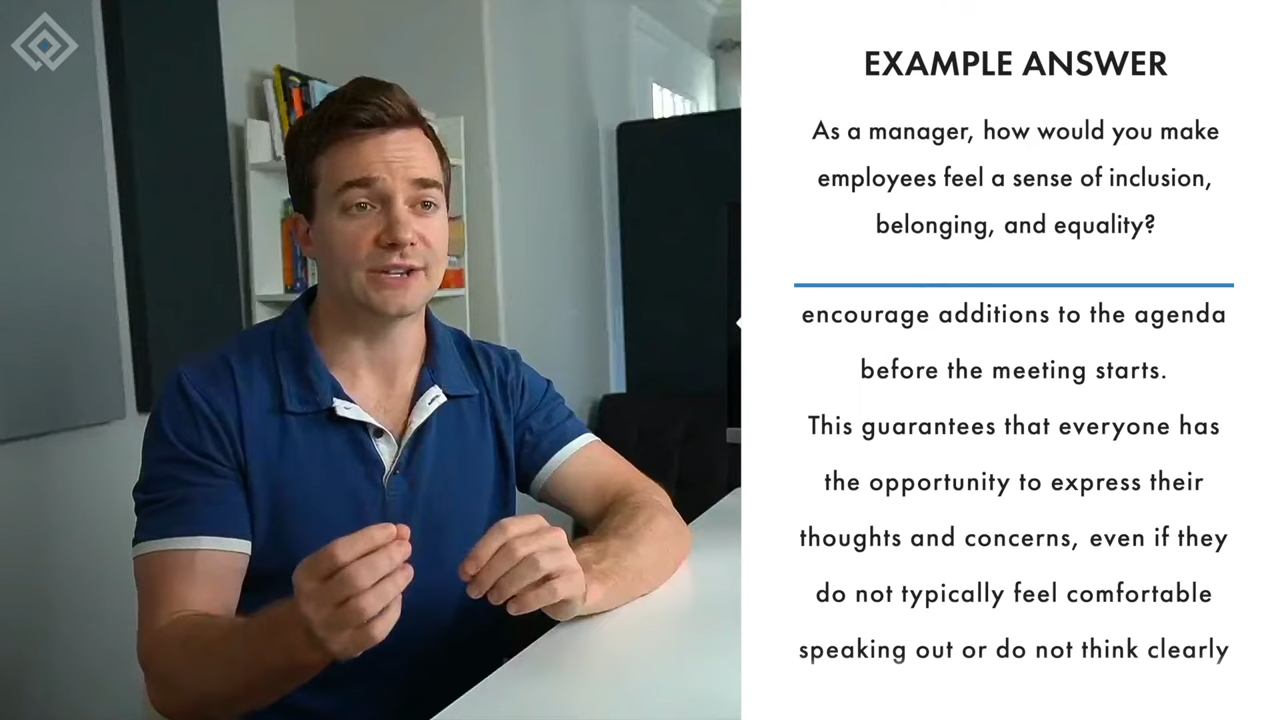 EXAMPLE ANSWER
As a manager, how would you make
employees feel a sense of inclusion,
belonging, and equality?
encourage additions to the agenda
before the meeting starts.
This guarantees that everyone has
the opportunity to express their
thoughts and concerns, even if they
do not typically feel comfortable
speaking out or do not think clearly